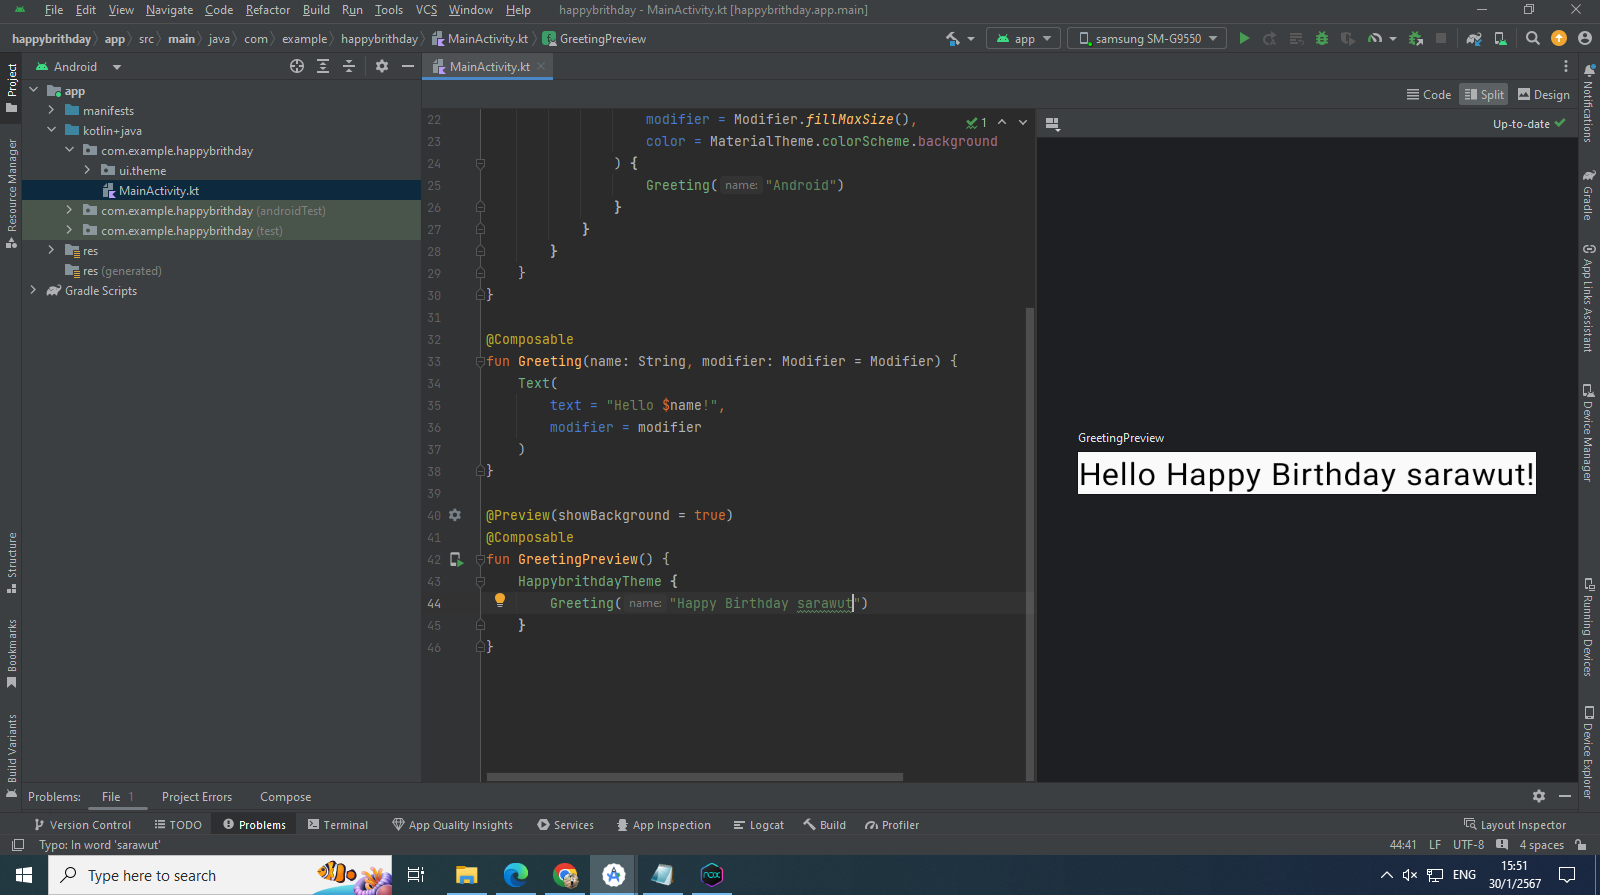 File Edit View Navigate Code Refactor Build Run Tools VCS Window Help happybrithday - MainActivity.kt [happybrithday.app.main]
happybrithday app src main java com example happybrithday MainActivity.kt GreetingPreview
app samsung SM-G9550
Project
Android
MainActivity.kt
Code Split Design
Up-to-date
app
manifests
kotlin+java
com.example.happybrithday
ui.theme
MainActivity.kt
com.example.happybrithday (androidTest)
com.example.happybrithday (test)
res
res (generated)
Gradle Scripts
Resource Manager
Structure
Bookmarks
Build Variants
1
22 modifier = Modifier.fillMaxSize(),
23 color = MaterialTheme.colorScheme.background
24 ) {
25 Greeting( name: "Android")
26 }
27 }
28 }
29 }
30 }
31
32 @Composable
33 fun Greeting(name: String, modifier: Modifier = Modifier) {
34 Text(
35 text = "Hello $name!",
36 modifier = modifier
37 )
38 }
39
40 @Preview(showBackground = true)
41 @Composable
42 fun GreetingPreview() {
43 HappybrithdayTheme {
44 Greeting( name: "Happy Birthday sarawut")
45 }
46 }
GreetingPreview
Hello Happy Birthday sarawut!
Notifications
Gradle
App Links Assistant
Device Manager
Running Devices
Device Explorer
Problems: File 1 Project Errors Compose
Version Control TODO Problems Terminal App Quality Insights Services App Inspection Logcat Build Profiler Layout Inspector
Typo: In word 'sarawut' 44:41 LF UTF-8 4 spaces
Type here to search
nox
ENG
15:51
30/1/2567